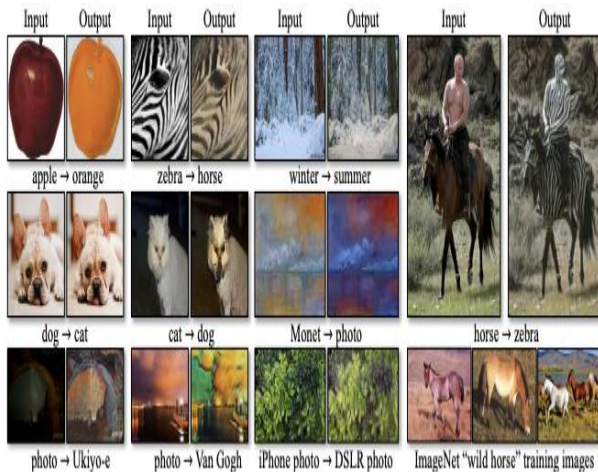 Input Output Input Output Input Output Input Output
apple → orange zebra → horse winter → summer
dog → cat cat → dog Monet → photo horse → zebra
photo → Ukiyo-e photo → Van Gogh iPhone photo → DSLR photo ImageNet “wild horse” training images